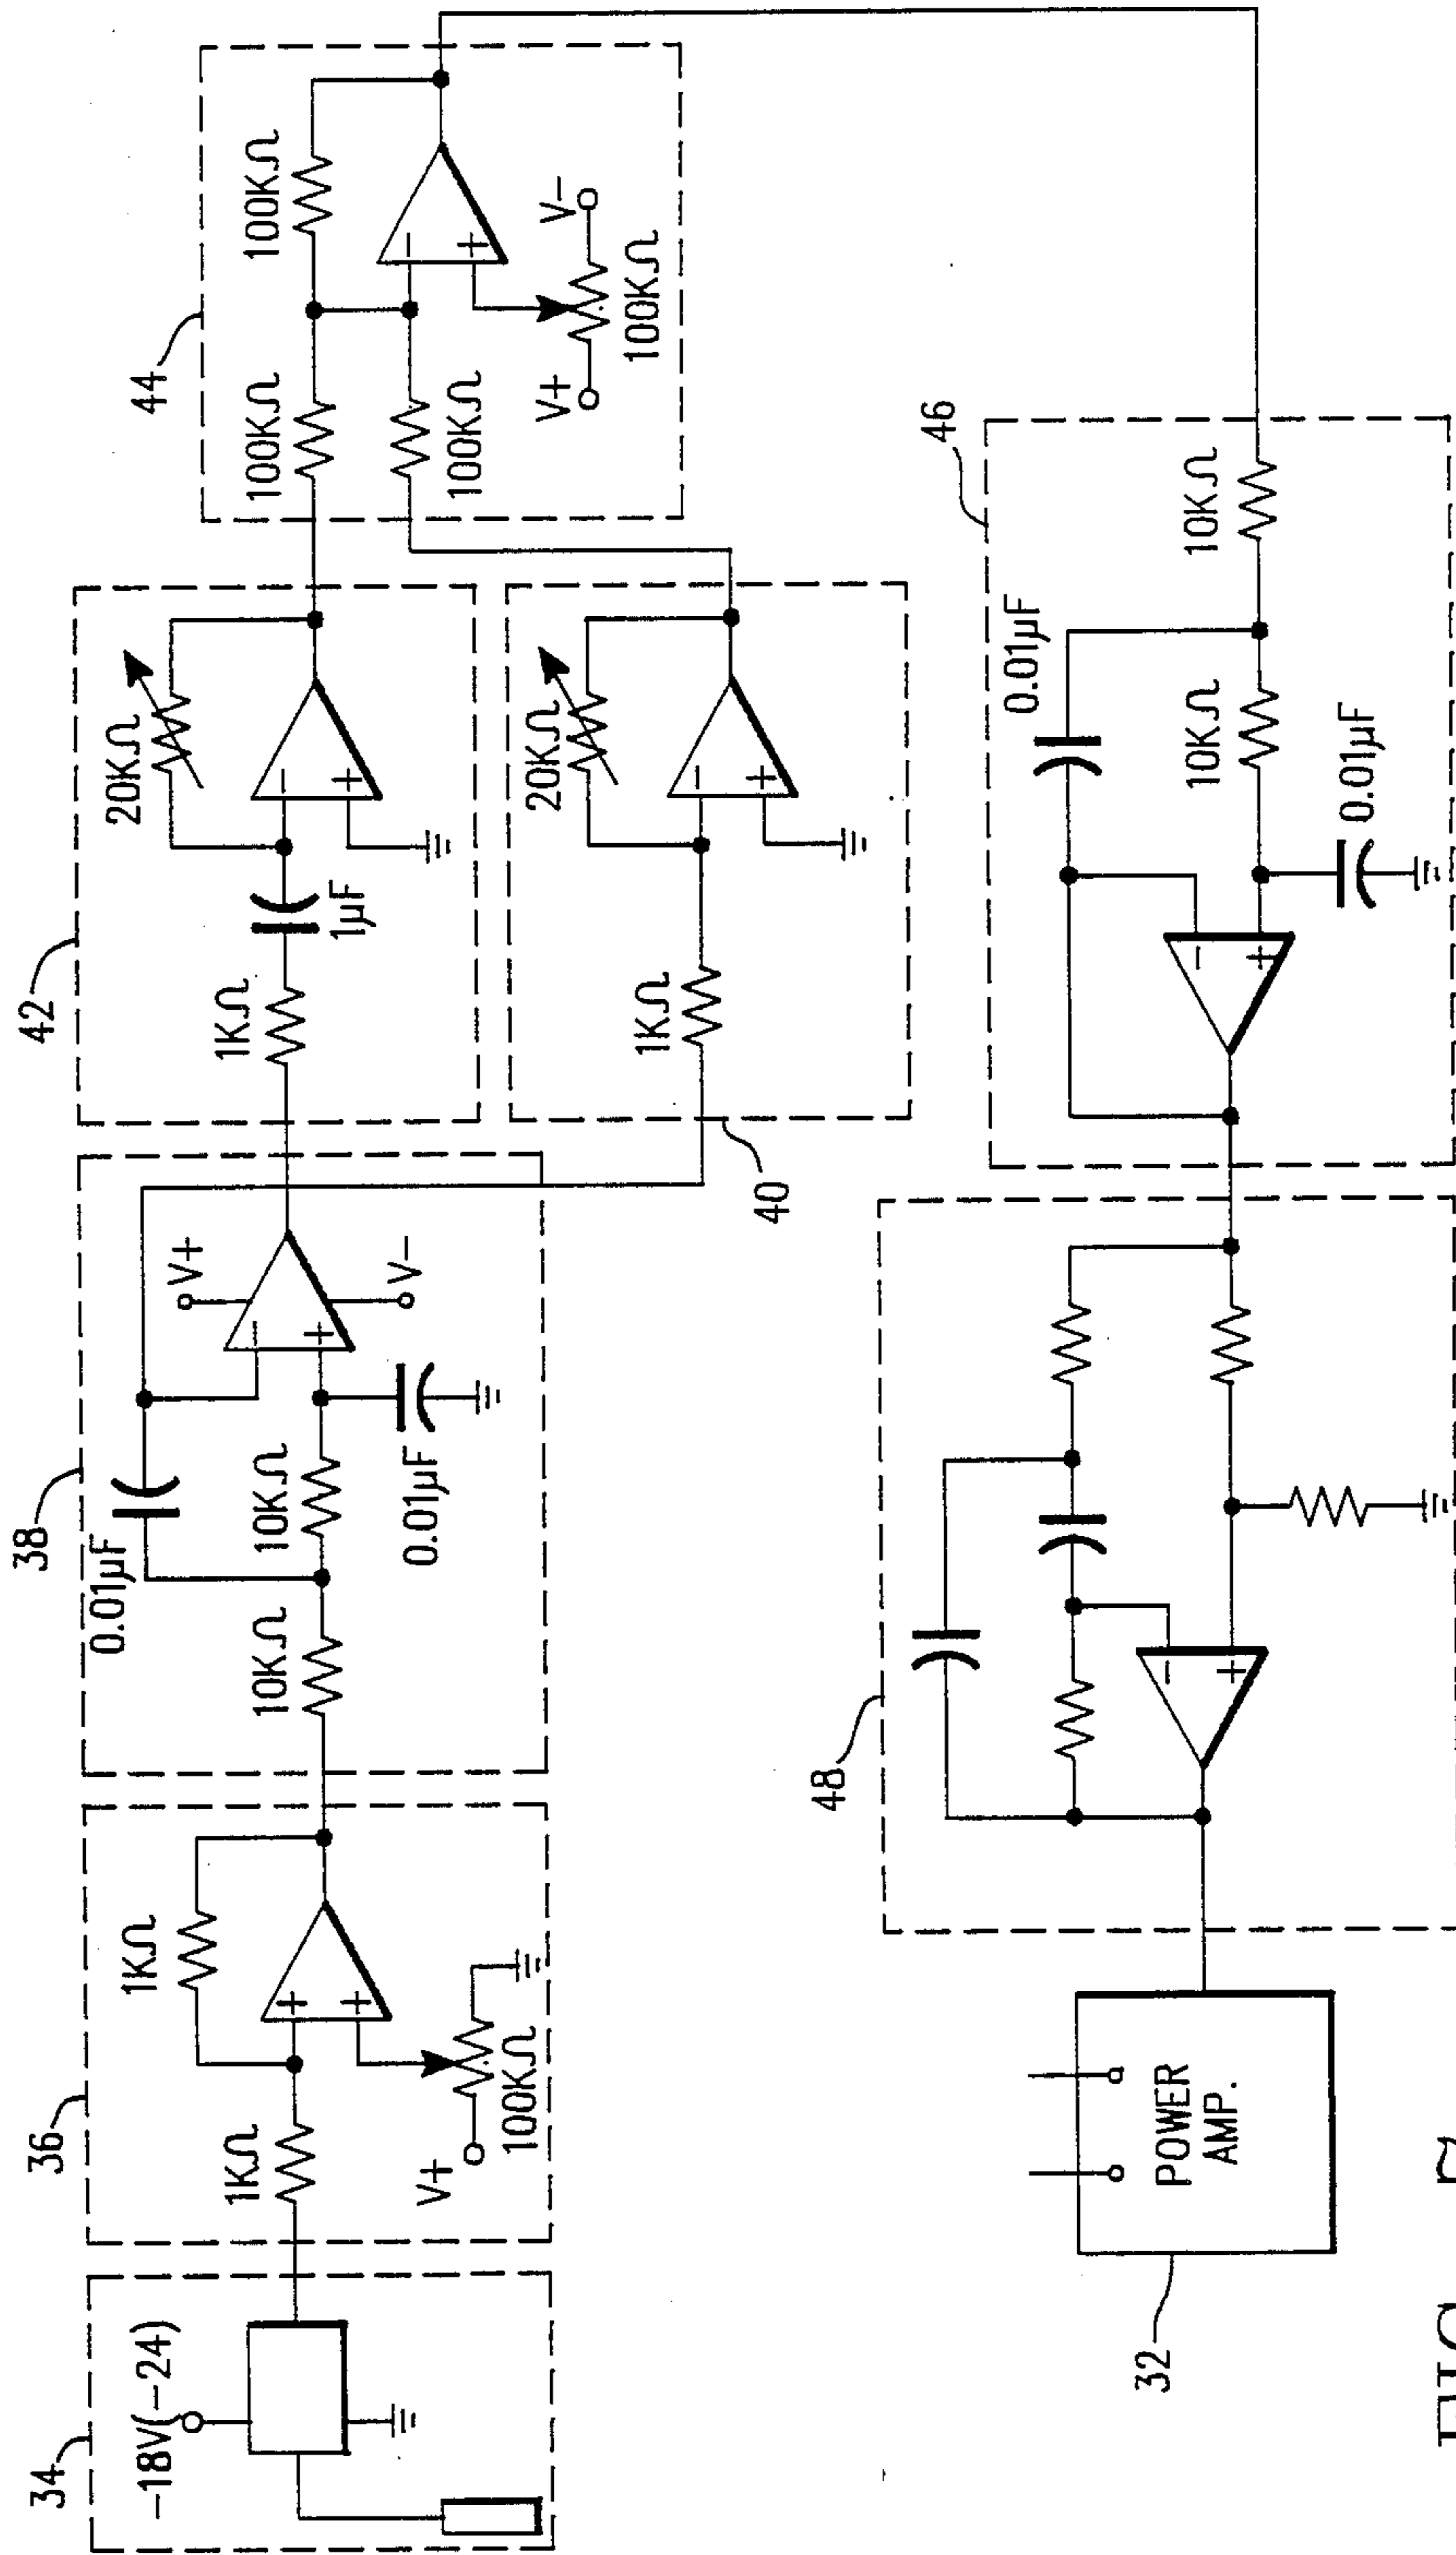 34
-18V(-24)
36
1KΩ
1KΩ
+
+
V+
100KΩ
38
0.01µF
10KΩ
10KΩ
0.01µF
V+
V-
-
+
42
1KΩ
1µF
20KΩ
-
+
40
1KΩ
20KΩ
-
+
44
100KΩ
100KΩ
100KΩ
-
+
V+
V-
100KΩ
46
10KΩ
0.01µF
10KΩ
0.01µF
-
+
48
-
+
32
POWER
AMP.